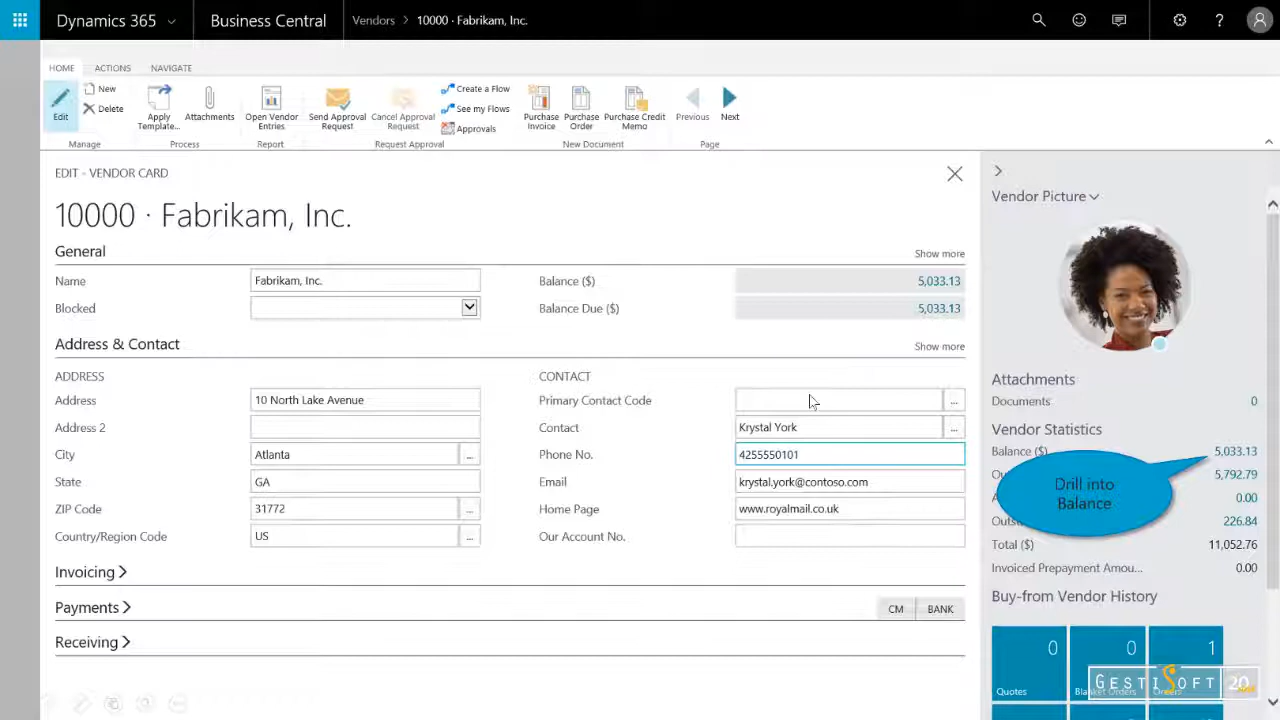 Dynamics 365
Business Central
Vendors > 10000 · Fabrikam, Inc.
HOME ACTIONS NAVIGATE
Edit
New
Delete
Apply Template...
Attachments
Open Vendor Entries
Send Approval Request
Cancel Approval Request
Create a Flow
See my Flows
Approvals
Purchase Invoice
Purchase Order
Purchase Credit Memo
Previous
Next
Manage
Process
Report
Request Approval
New Document
Page
EDIT - VENDOR CARD
10000 · Fabrikam, Inc.
General
Show more
Name
Fabrikam, Inc.
Balance ($)
5,033.13
Blocked
Balance Due ($)
5,033.13
Address & Contact
Show more
ADDRESS
Address
10 North Lake Avenue
Address 2
City
Atlanta
...
State
GA
ZIP Code
31772
...
Country/Region Code
US
...
CONTACT
Primary Contact Code
...
Contact
Krystal York
...
Phone No.
4255550101
Email
krystal.york@contoso.com
Home Page
www.royalmail.co.uk
Our Account No.
Invoicing
Payments
CM
BANK
Receiving
Vendor Picture
Attachments
Documents
0
Vendor Statistics
Balance ($)
5,033.13
5,792.79
0.00
226.84
Total ($)
11,052.76
Invoiced Prepayment Amou...
0.00
Drill into
Balance
Buy-from Vendor History
0
Quotes
0
Blanket Orders
1
Orders
GESTISOFT 20